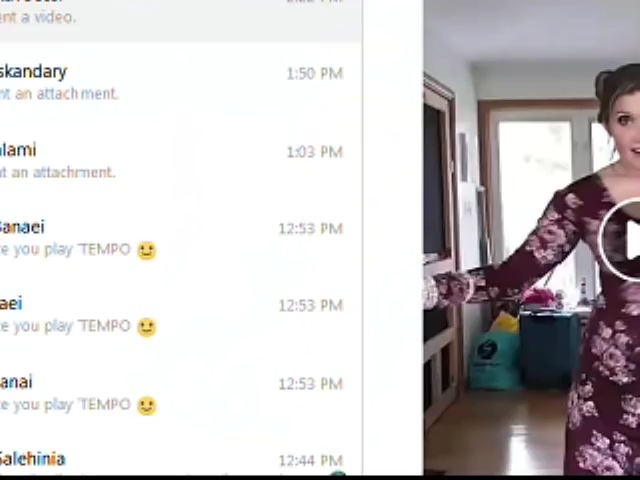 nt a video.
skandary 1:50 PM
nt an attachment.
lami 1:03 PM
t an attachment.
Sanaei 12:53 PM
e you play TEMPO 🙂
aei 12:53 PM
e you play TEMPO 🙂
anai 12:53 PM
e you play TEMPO 🙂
Salehinia 12:44 PM